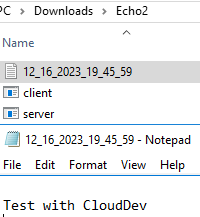 PC > Downloads > Echo2
Name
12_16_2023_19_45_59
client
server
12_16_2023_19_45_59 - Notepad
File Edit Format View Help
Test with CloudDev